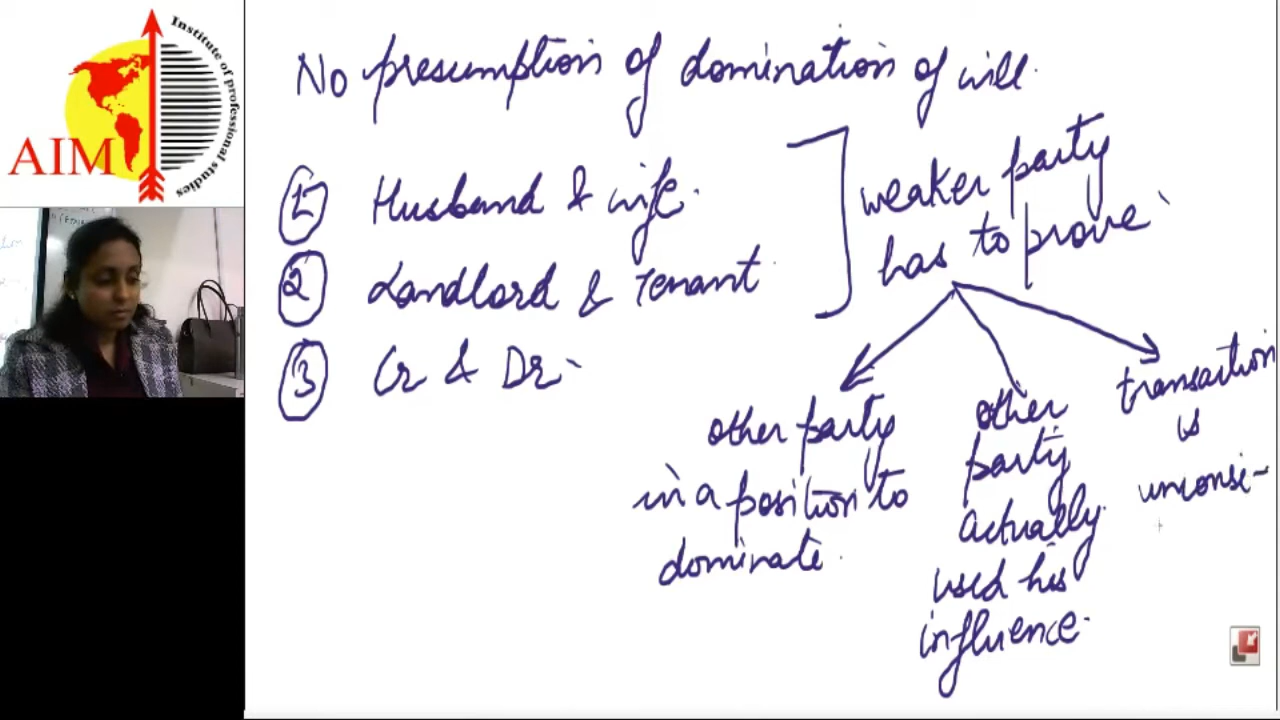 Institute of professional studies
AIM
No presumption of domination of will.
1 Husband & wife.
2 Landlord & Tenant
3 Cr & Dr
weaker party
has to prove
other party
in a position to
dominate.
other
party
actually
used his
influence.
transaction
is
unconsi-